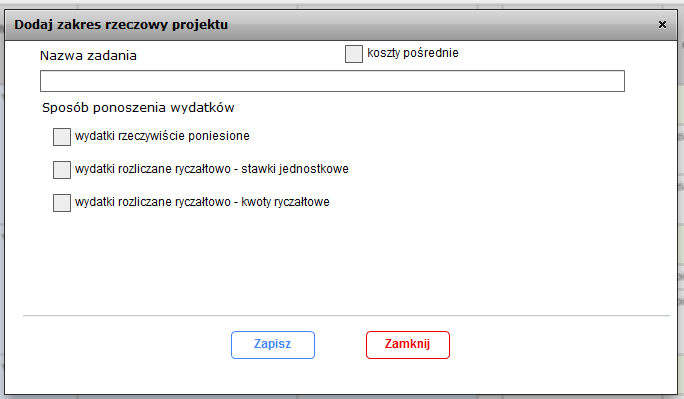 Dodaj zakres rzeczowy projektu
Nazwa zadania
koszty pośrednie
Sposób ponoszenia wydatków
wydatki rzeczywiście poniesione
wydatki rozliczane ryczałtowo - stawki jednostkowe
wydatki rozliczane ryczałtowo - kwoty ryczałtowe
Zapisz
Zamknij